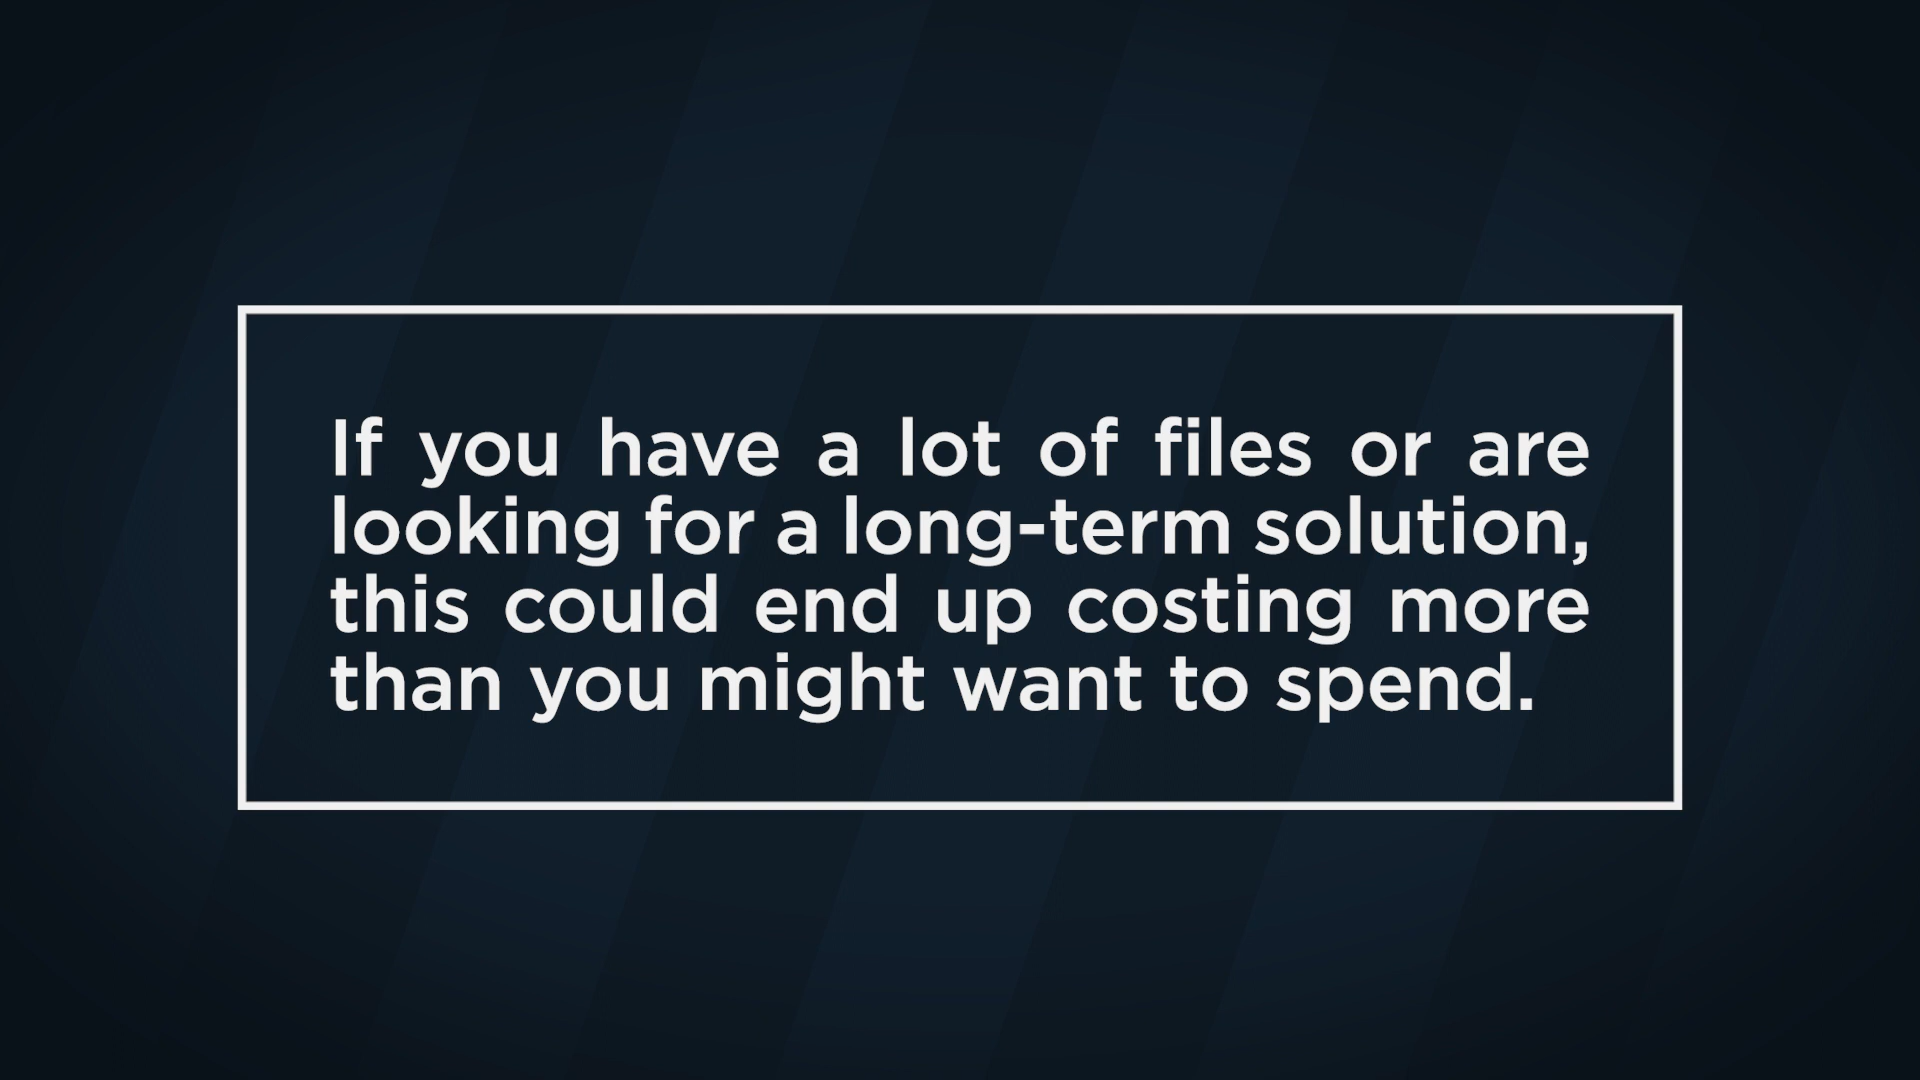 If you have a lot of files or are
looking for a long-term solution,
this could end up costing more
than you might want to spend.